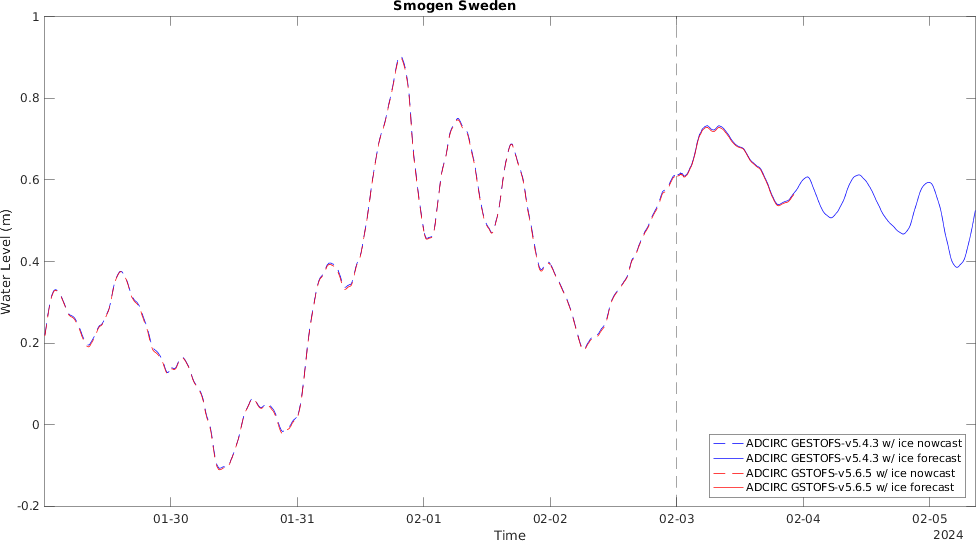 Smogen Sweden
Water Level (m)
1
0.8
0.6
0.4
0.2
0
-0.2
01-30
01-31
02-01
02-02
02-03
02-04
02-05
Time
2024
ADCIRC GESTOFS-v5.4.3 w/ ice nowcast
ADCIRC GESTOFS-v5.4.3 w/ ice forecast
ADCIRC GSTOFS-v5.6.5 w/ ice nowcast
ADCIRC GSTOFS-v5.6.5 w/ ice forecast